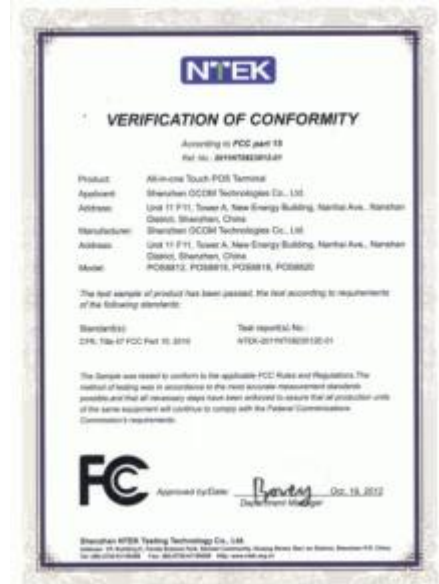 NTEK
VERIFICATION OF CONFORMITY
According to FCC part 15
Product: All-in-one Touch POS Terminal
Applicant: Shenzhen GCOM Technologies Co., Ltd.
Address: Unit 11 F11, Tower A, New Energy Building, Nanhai Ave., Nanshan
District, Shenzhen, China
Manufacturer: Shenzhen GCOM Technologies Co., Ltd.
Address: Unit 11 F11, Tower A, New Energy Building, Nanhai Ave., Nanshan
District, Shenzhen, China
Model:
The test sample of product has been passed, the test according to requirements
of the following standards:
Standard(s): Test report(s) No.:
CFR, Title 47 FCC Part 15, 2010
The Sample was tested to conform to the applicable FCC Rules and Regulations. The
method of testing was in accordance to the most accurate measurement standards
possible, and that all necessary steps have been enforced to assure that all production units
of the same equipment will continue to comply with the Federal Communications
Commission's requirements.
FC
Approved by/Date: Oct. 16, 2012
Department Manager
Shenzhen NTEK Testing Technology Co., Ltd.